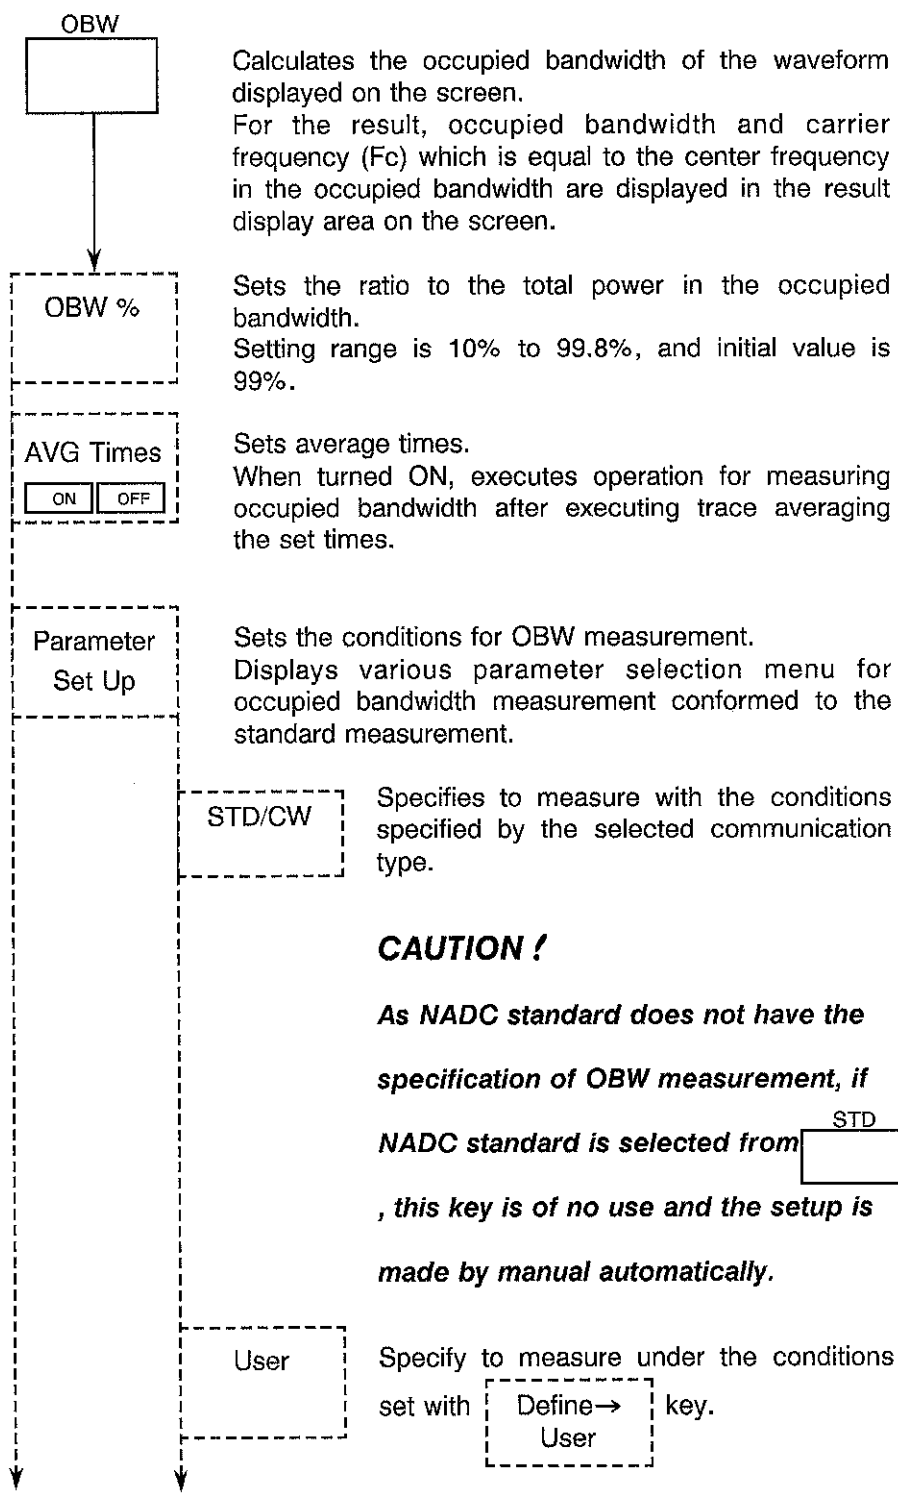 OBW
Calculates the occupied bandwidth of the waveform
displayed on the screen.
For the result, occupied bandwidth and carrier
frequency (Fc) which is equal to the center frequency
in the occupied bandwidth are displayed in the result
display area on the screen.
OBW %
Sets the ratio to the total power in the occupied
bandwidth.
Setting range is 10% to 99.8%, and initial value is
99%.
AVG Times
ON OFF
Sets average times.
When turned ON, executes operation for measuring
occupied bandwidth after executing trace averaging
the set times.
Parameter
Set Up
Sets the conditions for OBW measurement.
Displays various parameter selection menu for
occupied bandwidth measurement conformed to the
standard measurement.
STD/CW
Specifies to measure with the conditions
specified by the selected communication
type.
CAUTION !
As NADC standard does not have the
specification of OBW measurement, if
STD
NADC standard is selected from
, this key is of no use and the setup is
made by manual automatically.
User
Specify to measure under the conditions
set with Define→ key.
User